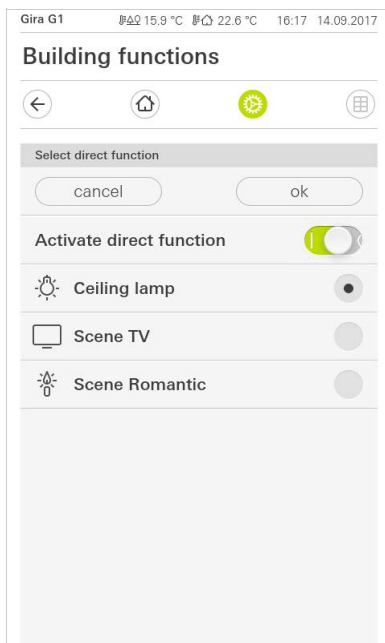 Gira G1 15.9 °C 22.6 °C 16:17 14.09.2017
Building functions
Select direct function
cancel ok
Activate direct function
Ceiling lamp
Scene TV
Scene Romantic